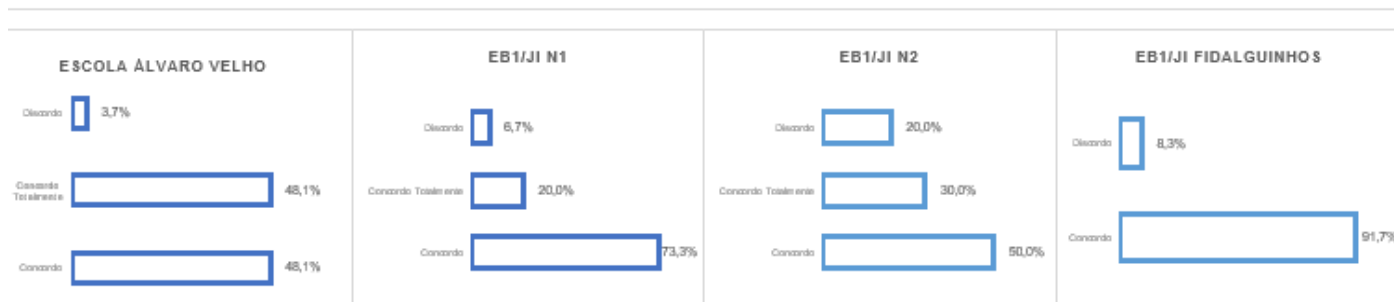 ESCOLA ÁLVARO VELHO
Discordo
3,7%
Concordo
Totalmente
48,1%
Concordo
48,1%
EB1/JI N1
Discordo
6,7%
Concordo Totalmente
20,0%
Concordo
73,3%
EB1/JI N2
Discordo
20,0%
Concordo Totalmente
30,0%
Concordo
50,0%
EB1/JI FIDALGUINHOS
Discordo
8,3%
Concordo
91,7%